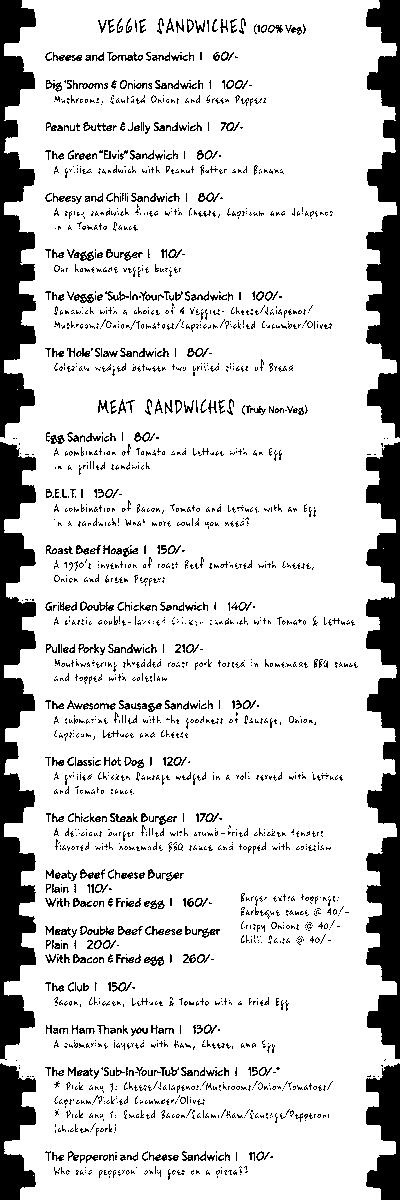 VEGGIE SANDWICHES (100% Veg)
Cheese and Tomato Sandwich | 60/-
Big 'Shrooms & Onions Sandwich | 100/-
Mushrooms, Sautéed Onions and Green Peppers
Peanut Butter & Jelly Sandwich | 70/-
The Green "Elvis" Sandwich | 80/-
A grilled sandwich with Peanut Butter and Banana
Cheesy and Chilli Sandwich | 80/-
A spicy sandwich filled with Cheese, Capsicum and Jalapenos
in a Tomato Sauce
The Veggie Burger | 110/-
Our homemade veggie burger
The Veggie 'Sub-In-Your-Tub' Sandwich | 100/-
Sandwich with a choice of 4 Veggies- Cheese/Jalapenos/
Mushrooms/Onion/Tomatoes/Capsicum/Pickled Cucumber/Olives
The 'Hole' Slaw Sandwich | 80/-
Coleslaw wedged between two grilled slices of Bread
MEAT SANDWICHES (Truly Non-Veg)
Egg Sandwich | 80/-
A combination of Tomato and Lettuce with an Egg
in a grilled sandwich
B.E.L.T. | 130/-
A combination of Bacon, Tomato and Lettuce with an Egg
in a sandwich! What more could you need?
Roast Beef Hoagie | 150/-
A 1930's invention of roast Beef smothered with Cheese,
Onion and Green Peppers
Grilled Double Chicken Sandwich | 140/-
A classic double-layered Chicken sandwich with Tomato & Lettuce
Pulled Porky Sandwich | 210/-
Mouthwatering shredded roast pork tossed in homemade BBQ sauce
and topped with coleslaw
The Awesome Sausage Sandwich | 130/-
A submarine filled with the goodness of Sausage, Onion,
Capsicum, Lettuce and Cheese
The Classic Hot Dog | 120/-
A grilled Chicken Sausage wedged in a roll served with Lettuce
and Tomato sauce
The Chicken Steak Burger | 170/-
A delicious burger filled with crumb-fried chicken tenders
flavored with homemade BBQ sauce and topped with coleslaw
Meaty Beef Cheese Burger
Plain | 110/-
With Bacon & Fried egg | 160/-
Meaty Double Beef Cheese burger
Plain | 200/-
With Bacon & Fried egg | 260/-
Burger extra toppings:
Barbeque sauce @ 40/-
Crispy Onions @ 40/-
Chilli Salsa @ 40/-
The Club | 150/-
Bacon, Chicken, Lettuce & Tomato with a Fried Egg
Ham Ham Thank you Ham | 130/-
A submarine layered with Ham, Cheese, and Egg
The Meaty 'Sub-In-Your-Tub' Sandwich | 150/-*
* Pick any 3: Cheese/Jalapenos/Mushrooms/Onion/Tomatoes/
Capsicum/Pickled Cucumber/Olives
* Pick any 1: Smoked Bacon/Salami/Ham/Sausage/Pepperoni
(chicken/pork)
The Pepperoni and Cheese Sandwich | 110/-
Who said pepperoni only goes on a pizza??